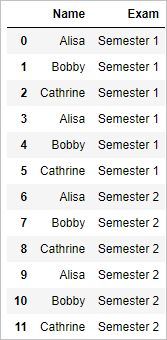 Name Exam
0 Alisa Semester 1
1 Bobby Semester 1
2 Cathrine Semester 1
3 Alisa Semester 1
4 Bobby Semester 1
5 Cathrine Semester 1
6 Alisa Semester 2
7 Bobby Semester 2
8 Cathrine Semester 2
9 Alisa Semester 2
10 Bobby Semester 2
11 Cathrine Semester 2